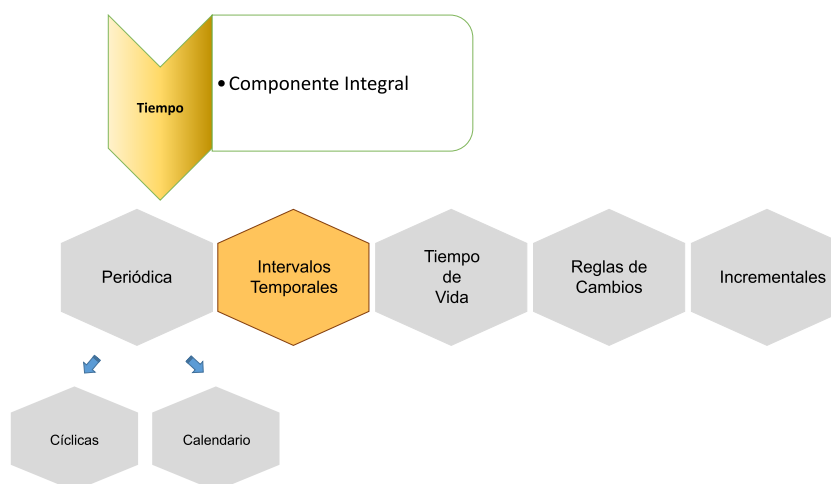 Tiempo
• Componente Integral
Periódica
Intervalos
Temporales
Tiempo
de
Vida
Reglas de
Cambios
Incrementales
Cíclicas
Calendario